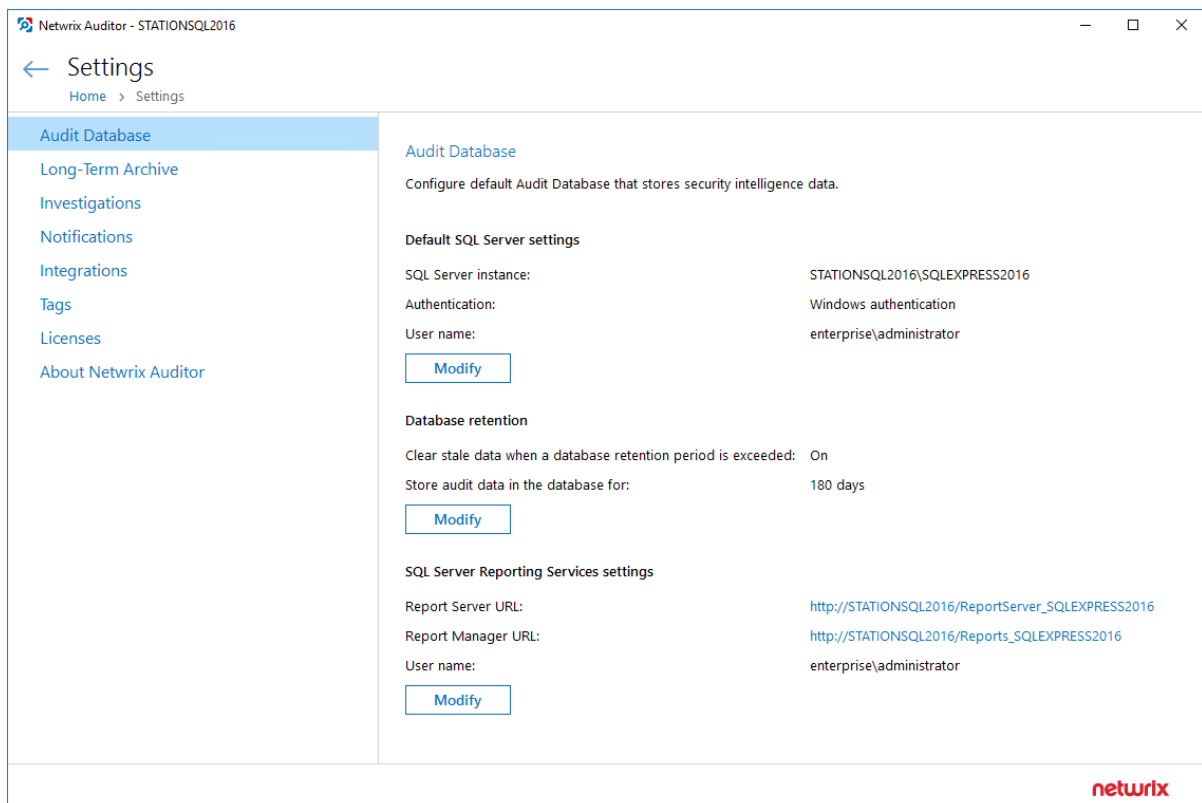 Netwrix Auditor - STATIONSQL2016
Settings
Home > Settings
Audit Database
Long-Term Archive
Investigations
Notifications
Integrations
Tags
Licenses
About Netwrix Auditor
Audit Database
Configure default Audit Database that stores security intelligence data.
Default SQL Server settings
SQL Server instance: STATIONSQL2016\SQLEXPRESS2016
Authentication: Windows authentication
User name: enterprise\administrator
Modify
Database retention
Clear stale data when a database retention period is exceeded: On
Store audit data in the database for: 180 days
Modify
SQL Server Reporting Services settings
Report Server URL: http://STATIONSQL2016/ReportServer_SQLEXPRESS2016
Report Manager URL: http://STATIONSQL2016/Reports_SQLEXPRESS2016
User name: enterprise\administrator
Modify
netwrix